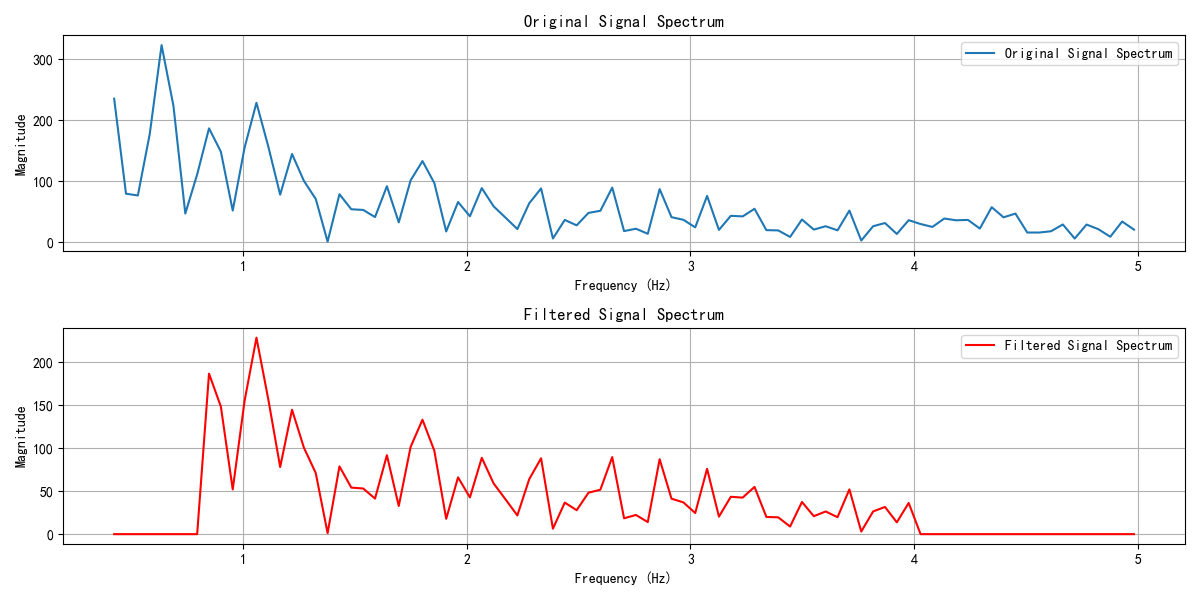 Original Signal Spectrum
Original Signal Spectrum
Magnitude
300
200
100
0
1
2
3
4
5
Frequency (Hz)
Filtered Signal Spectrum
Filtered Signal Spectrum
Magnitude
200
150
100
50
0
1
2
3
4
5
Frequency (Hz)